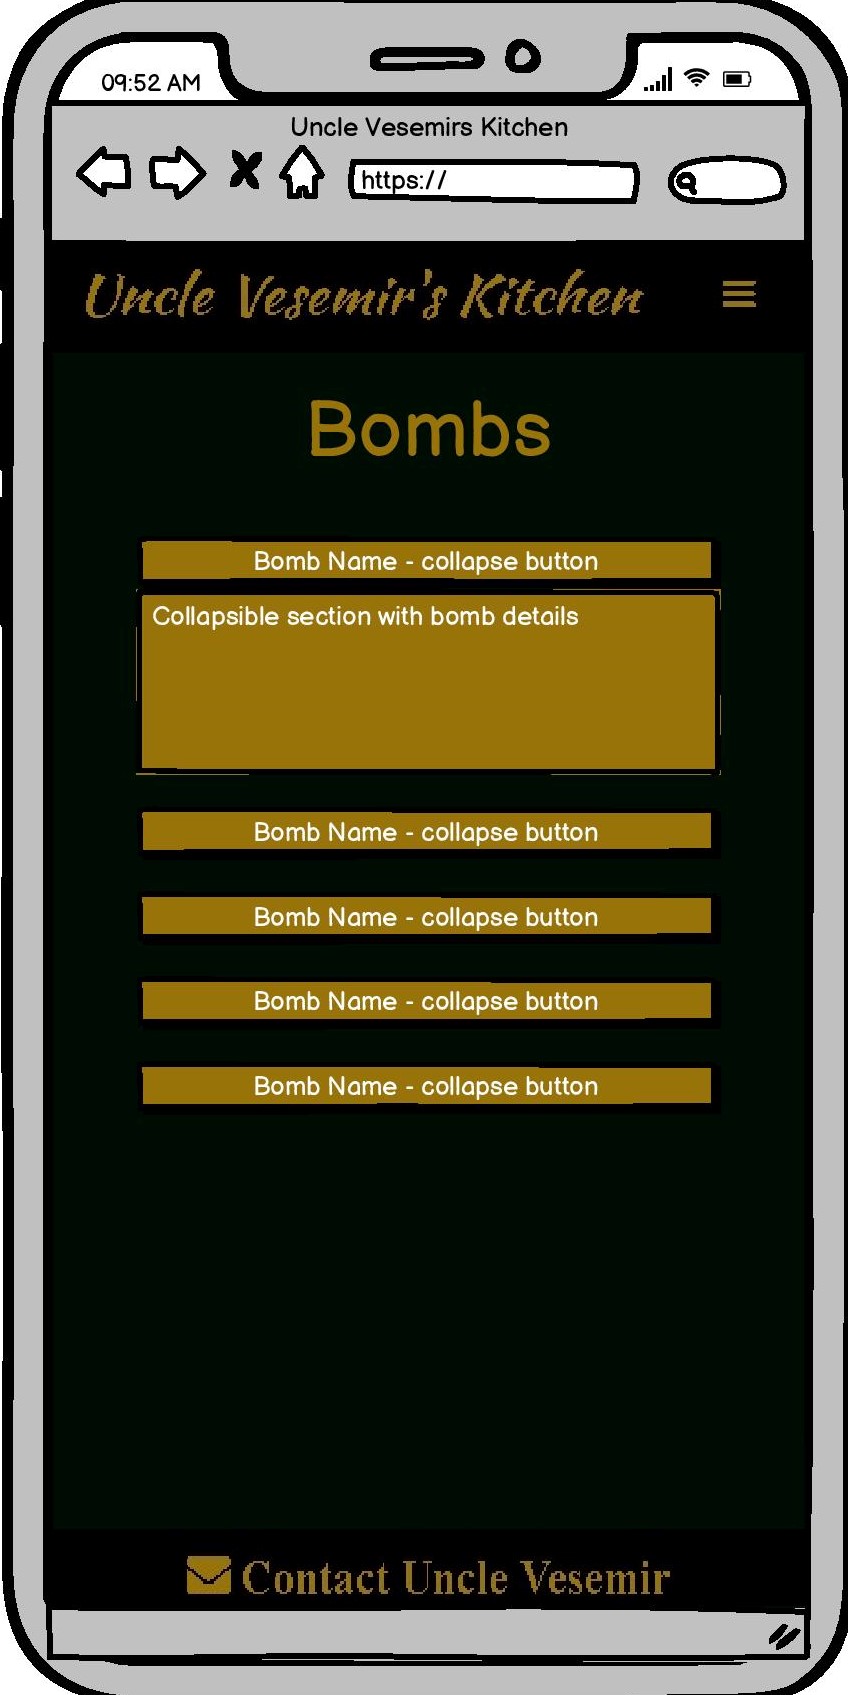 09:52 AM
Uncle Vesemirs Kitchen
https://
Uncle Vesemir's Kitchen
Bombs
Bomb Name - collapse button
Collapsible section with bomb details
Bomb Name - collapse button
Bomb Name - collapse button
Bomb Name - collapse button
Bomb Name - collapse button
Contact Uncle Vesemir